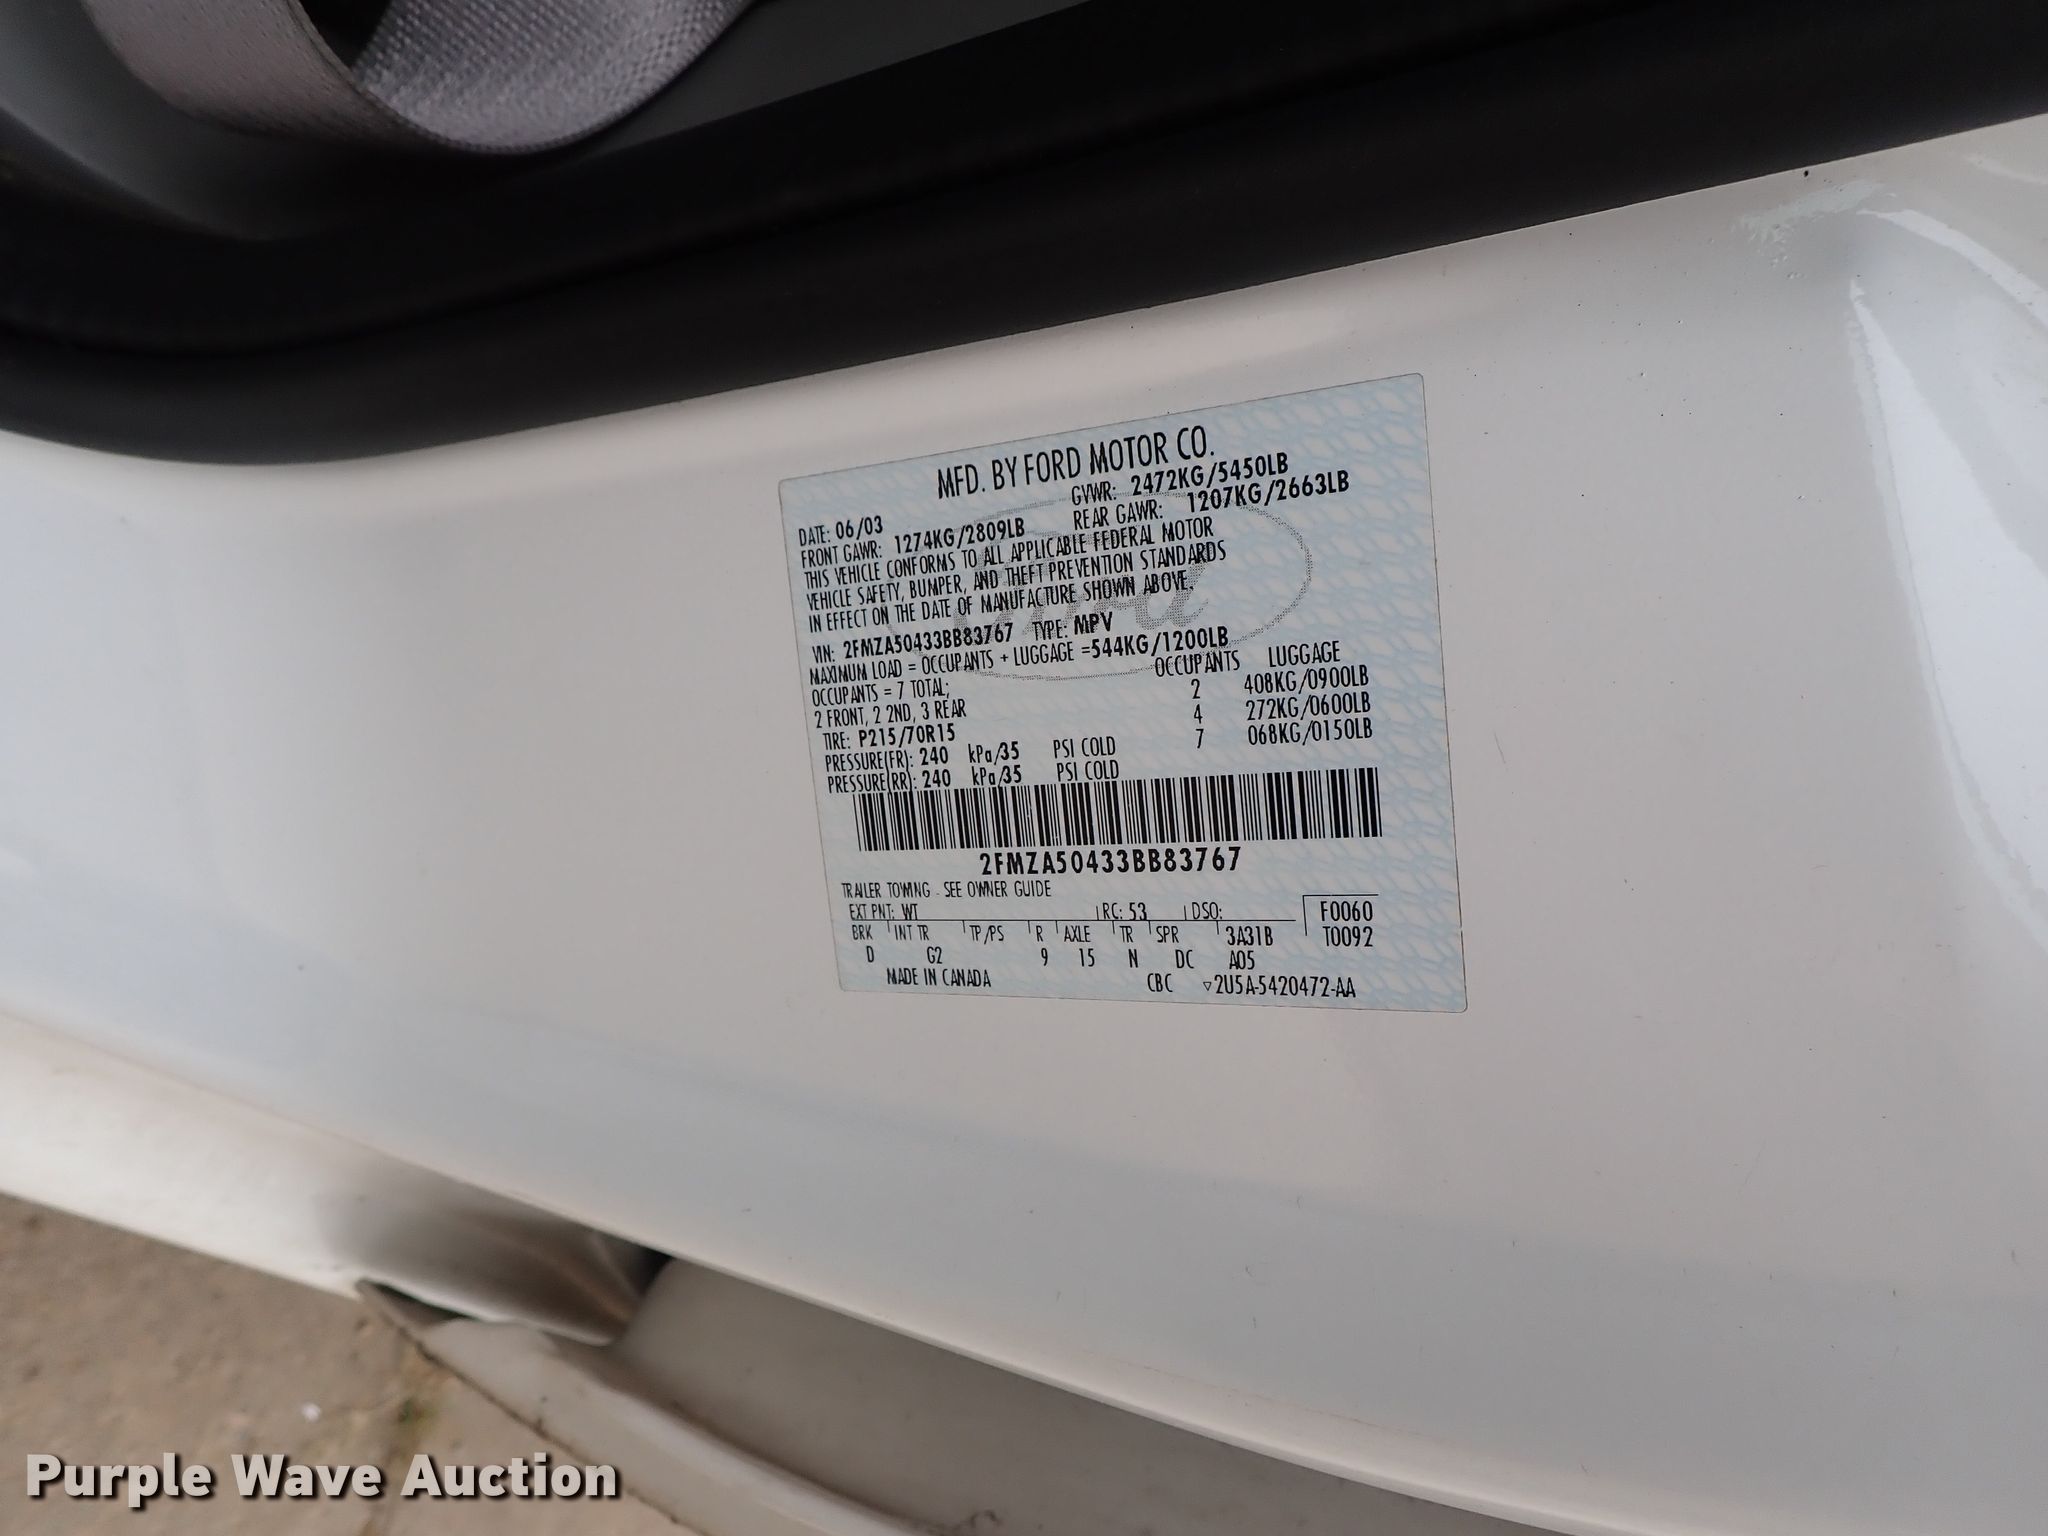 MFD. BY FORD MOTOR CO.
DATE: 06/03 GVWR: 2472KG/5450LB
FRONT GAWR: 1274KG/2809LB REAR GAWR: 1207KG/2663LB
THIS VEHICLE CONFORMS TO ALL APPLICABLE FEDERAL MOTOR
VEHICLE SAFETY, BUMPER, AND THEFT PREVENTION STANDARDS
IN EFFECT ON THE DATE OF MANUFACTURE SHOWN ABOVE.
VIN: 2FMZA50433BB83767 TYPE: MPV
MAXIMUM LOAD = OCCUPANTS + LUGGAGE =544KG/1200LB
OCCUPANTS = 7 TOTAL; OCCUPANTS LUGGAGE
2 FRONT, 2 2ND, 3 REAR 2 408KG/0900LB
TIRE: P215/70R15 4 272KG/0600LB
PRESSURE(FR): 240 kPa/35 PSI COLD 7 068KG/0150LB
PRESSURE(RR): 240 kPa/35 PSI COLD
2FMZA50433BB83767
TRAILER TOWING - SEE OWNER GUIDE
EXT PNT: WT RC: 53 DSO: F0060
BRK INT TR TP/PS R AXLE TR SPR 3A31B T0092
D G2 9 15 N DC A05
MADE IN CANADA CBC ▽2U5A-5420472-AA
Ford
Purple Wave Auction